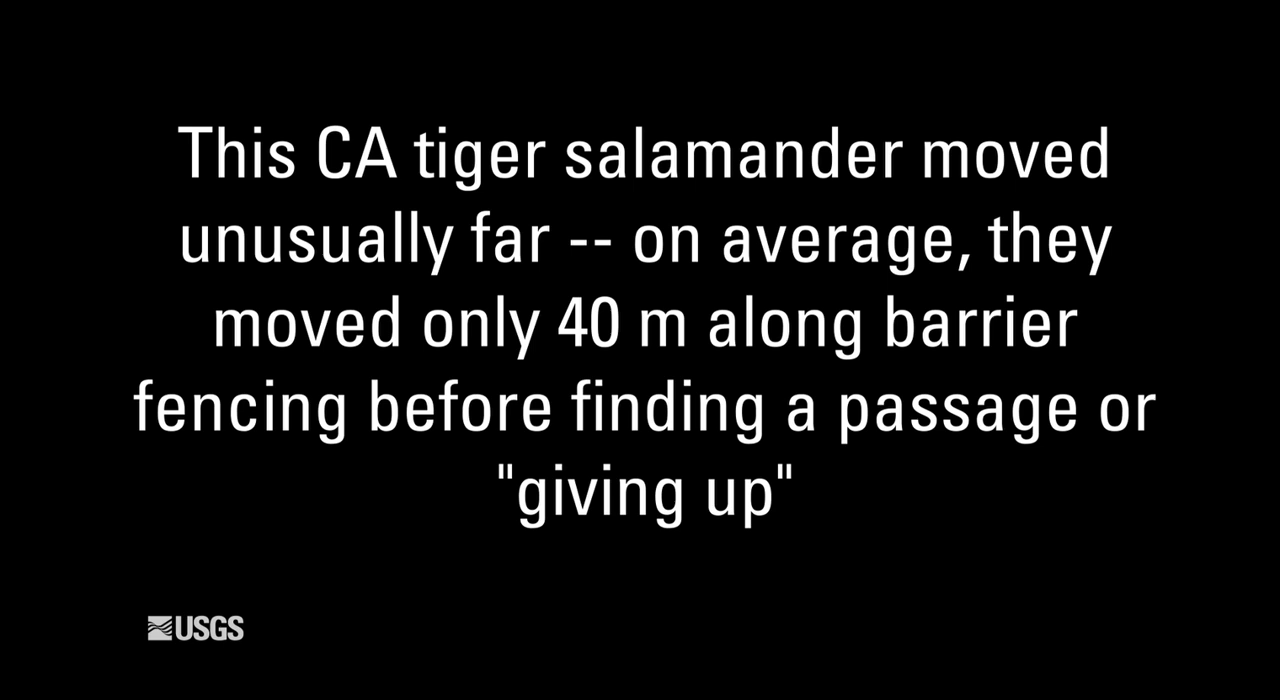 This CA tiger salamander moved
unusually far -- on average, they
moved only 40 m along barrier
fencing before finding a passage or
"giving up"
USGS